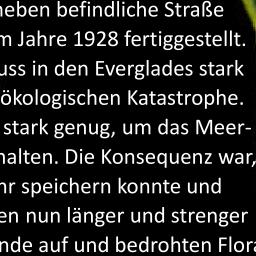 neben befindliche Straße
m Jahre 1928 fertiggestellt.
uss in den Everglades stark
ökologischen Katastrophe.
stark genug, um das Meer-
halten. Die Konsequenz war,
hr speichern konnte und
en nun länger und strenger
nde auf und bedrohten Flora